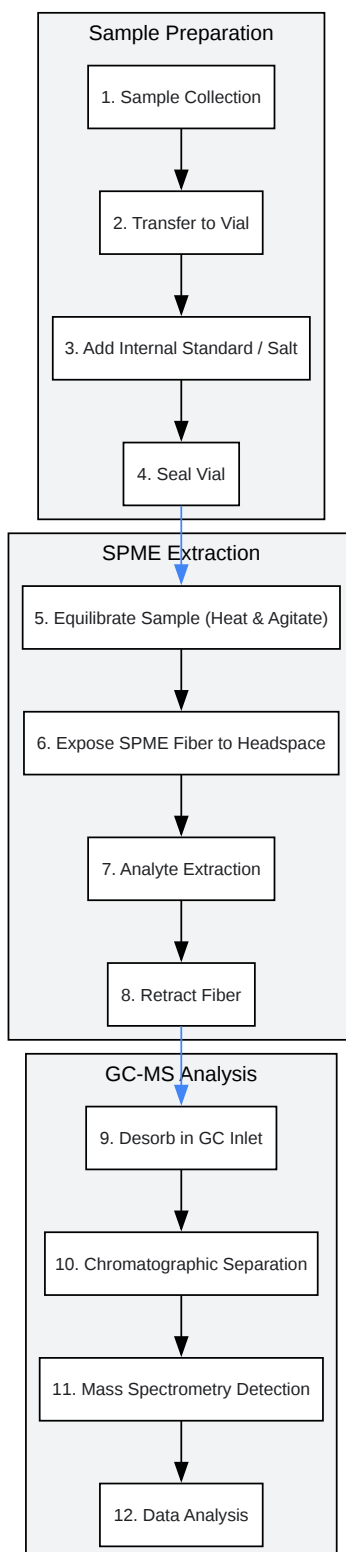 Sample Preparation
1. Sample Collection
2. Transfer to Vial
3. Add Internal Standard / Salt
4. Seal Vial
SPME Extraction
5. Equilibrate Sample (Heat & Agitate)
6. Expose SPME Fiber to Headspace
7. Analyte Extraction
8. Retract Fiber
GC-MS Analysis
9. Desorb in GC Inlet
10. Chromatographic Separation
11. Mass Spectrometry Detection
12. Data Analysis